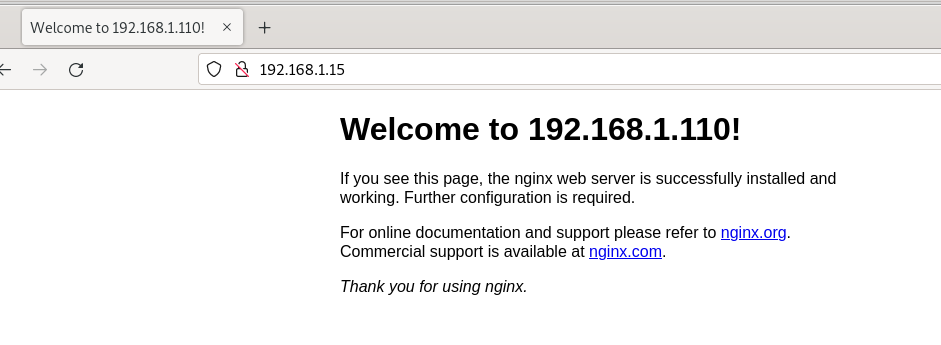 Welcome to 192.168.1.110!
192.168.1.15
Welcome to 192.168.1.110!
If you see this page, the nginx web server is successfully installed and
working. Further configuration is required.
For online documentation and support please refer to nginx.org.
Commercial support is available at nginx.com.
Thank you for using nginx.